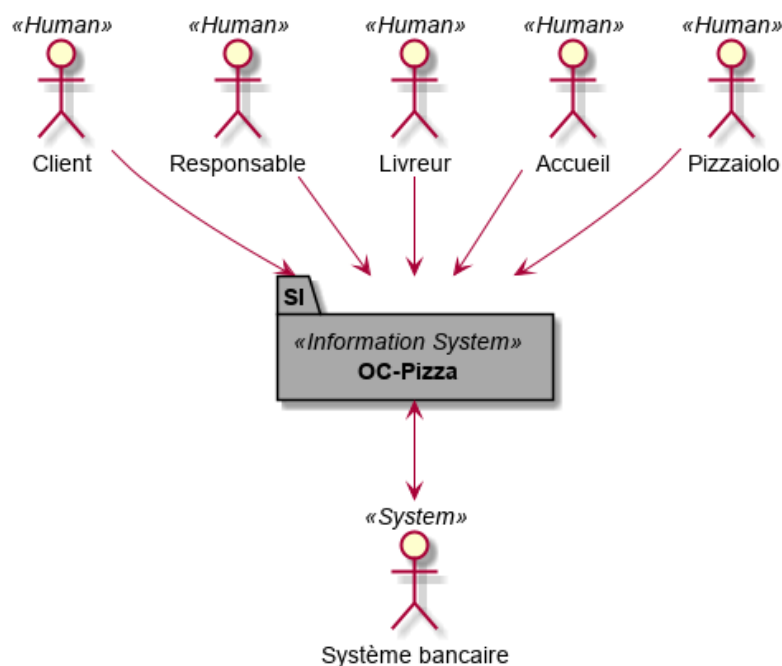 «Human» «Human» «Human» «Human» «Human»
Client Responsable Livreur Accueil Pizzaiolo
SI
«Information System»
OC-Pizza
«System»
Système bancaire